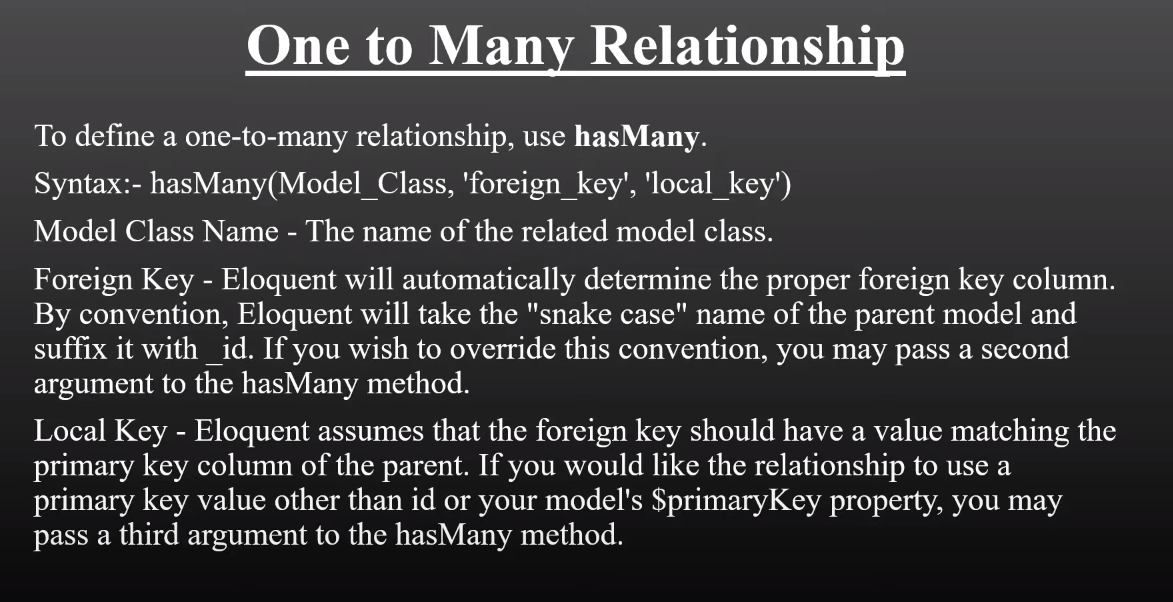 One to Many Relationship
To define a one-to-many relationship, use hasMany.
Syntax:- hasMany(Model_Class, 'foreign_key', 'local_key')
Model Class Name - The name of the related model class.
Foreign Key - Eloquent will automatically determine the proper foreign key column.
By convention, Eloquent will take the "snake case" name of the parent model and
suffix it with _id. If you wish to override this convention, you may pass a second
argument to the hasMany method.
Local Key - Eloquent assumes that the foreign key should have a value matching the
primary key column of the parent. If you would like the relationship to use a
primary key value other than id or your model's $primaryKey property, you may
pass a third argument to the hasMany method.